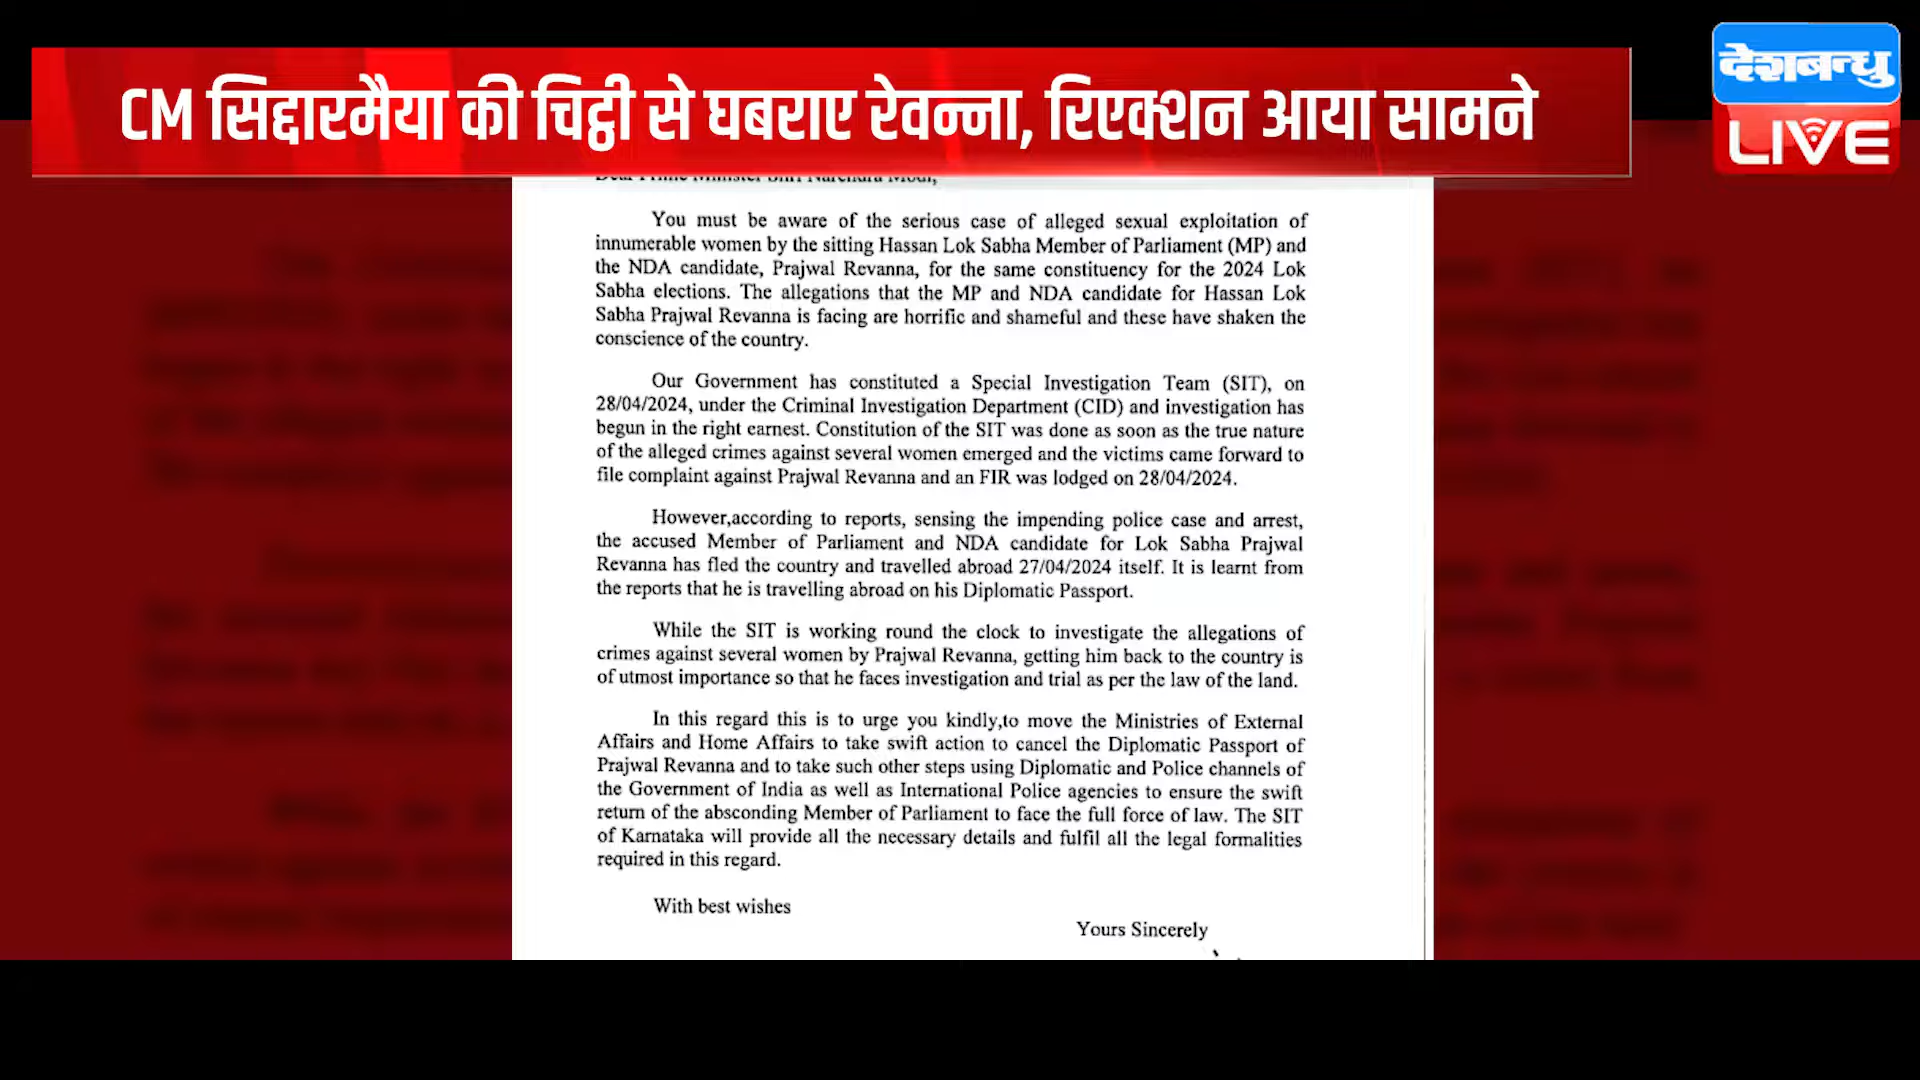 CM सिद्दारमैया की चिट्ठी से घबराए रेवन्ना, रिएक्शन आया सामने
देशबन्धु
LIVE
Dear Prime Minister Shri Narendra Modi,
You must be aware of the serious case of alleged sexual exploitation of
innumerable women by the sitting Hassan Lok Sabha Member of Parliament (MP) and
the NDA candidate, Prajwal Revanna, for the same constituency for the 2024 Lok
Sabha elections. The allegations that the MP and NDA candidate for Hassan Lok
Sabha Prajwal Revanna is facing are horrific and shameful and these have shaken the
conscience of the country.
Our Government has constituted a Special Investigation Team (SIT), on
28/04/2024, under the Criminal Investigation Department (CID) and investigation has
begun in the right earnest. Constitution of the SIT was done as soon as the true nature
of the alleged crimes against several women emerged and the victims came forward to
file complaint against Prajwal Revanna and an FIR was lodged on 28/04/2024.
However,according to reports, sensing the impending police case and arrest,
the accused Member of Parliament and NDA candidate for Lok Sabha Prajwal
Revanna has fled the country and travelled abroad 27/04/2024 itself. It is learnt from
the reports that he is travelling abroad on his Diplomatic Passport.
While the SIT is working round the clock to investigate the allegations of
crimes against several women by Prajwal Revanna, getting him back to the country is
of utmost importance so that he faces investigation and trial as per the law of the land.
In this regard this is to urge you kindly,to move the Ministries of External
Affairs and Home Affairs to take swift action to cancel the Diplomatic Passport of
Prajwal Revanna and to take such other steps using Diplomatic and Police channels of
the Government of India as well as International Police agencies to ensure the swift
return of the absconding Member of Parliament to face the full force of law. The SIT
of Karnataka will provide all the necessary details and fulfil all the legal formalities
required in this regard.
With best wishes
Yours Sincerely